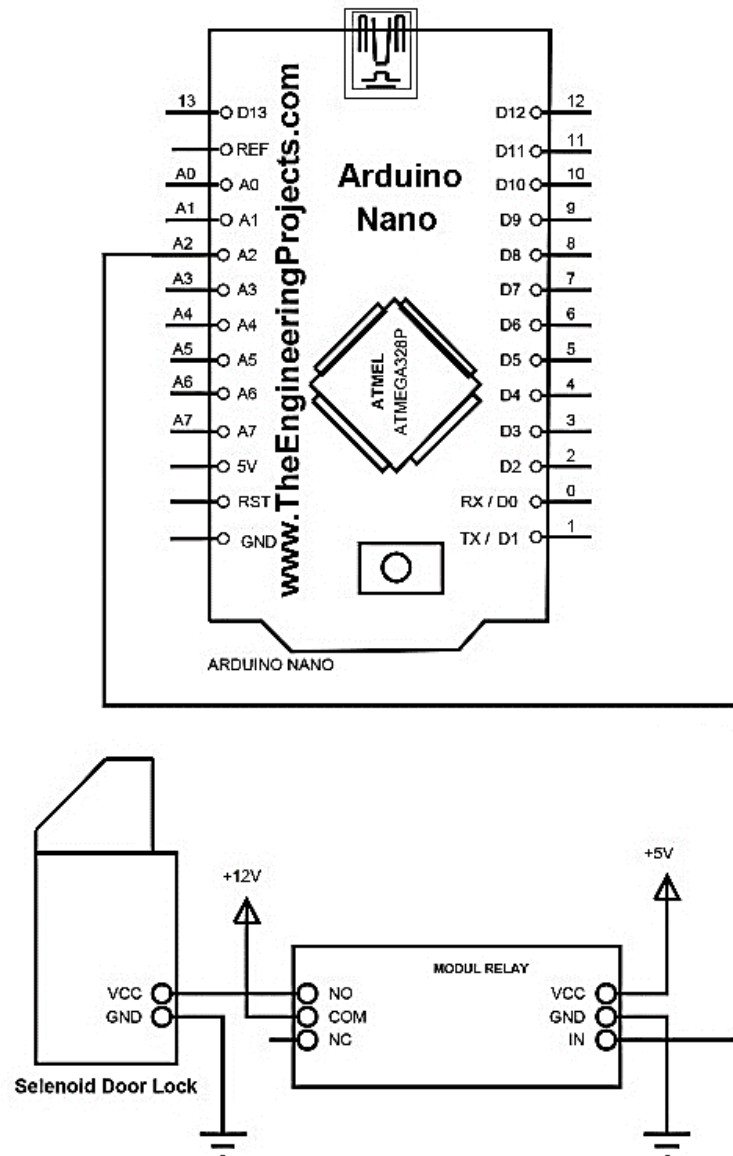 www.TheEngineeringProjects.com
Arduino
Nano
ATMEL
ATMEGA328P
13 D13
REF
A0 A0
A1 A1
A2 A2
A3 A3
A4 A4
A5 A5
A6 A6
A7 A7
5V
RST
GND
D12 12
D11 11
D10 10
D9 9
D8 8
D7 7
D6 6
D5 5
D4 4
D3 3
D2 2
RX / D0 0
TX / D1 1
ARDUINO NANO
+12V
+5V
MODUL RELAY
VCC
GND
NO
COM
NC
VCC
GND
IN
Selenoid Door Lock